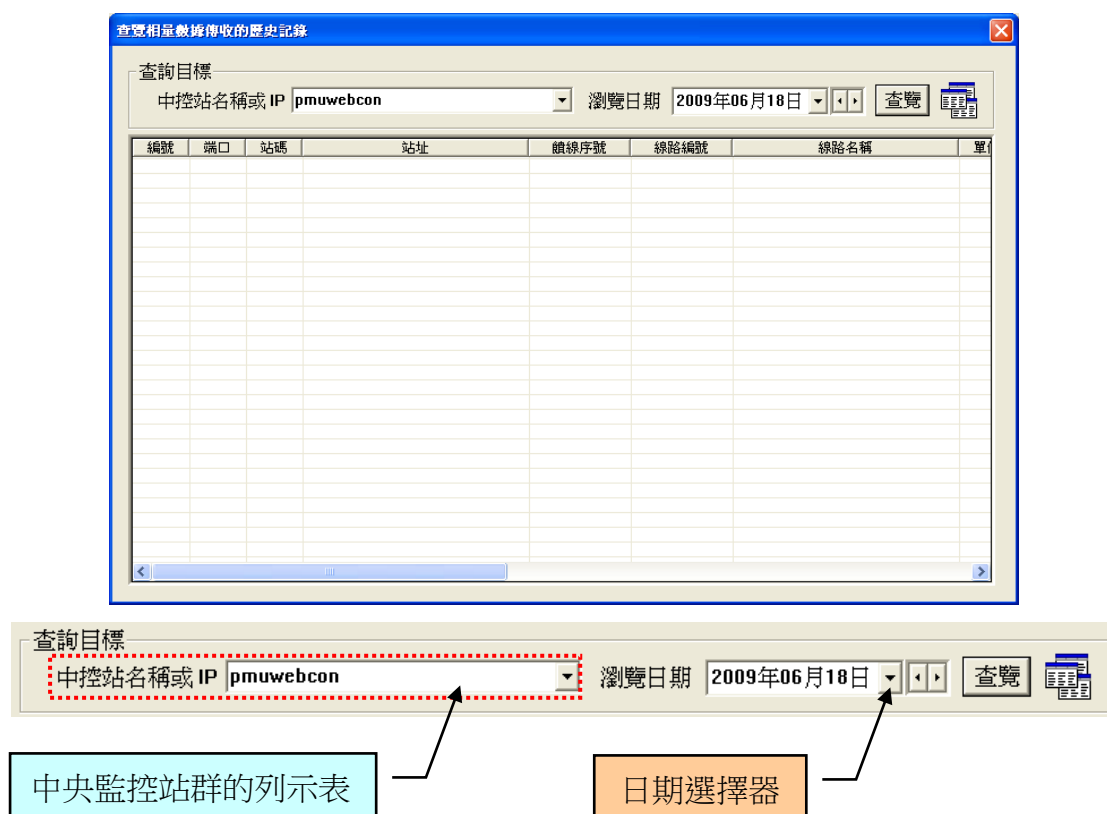 查覽相量數據傳收的歷史記錄
查詢目標
中控站名稱或 IP pmuwebcon 瀏覽日期 2009年06月18日 查覽
編號 端口 站碼 站址 饋線序號 線路編號 線路名稱 單
查詢目標
中控站名稱或 IP pmuwebcon 瀏覽日期 2009年06月18日 查覽
中央監控站群的列示表 日期選擇器